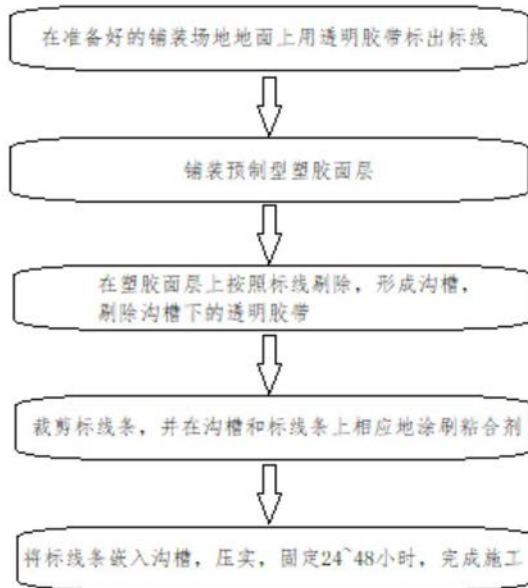 在准备好的铺装场地地面上用透明胶带标出标线
铺装预制型塑胶面层
在塑胶面层上按照标线剔除，形成沟槽，
剔除沟槽下的透明胶带
裁剪标线条，并在沟槽和标线条上相应地涂刷粘合剂
将标线条嵌入沟槽，压实，固定24~48小时，完成施工